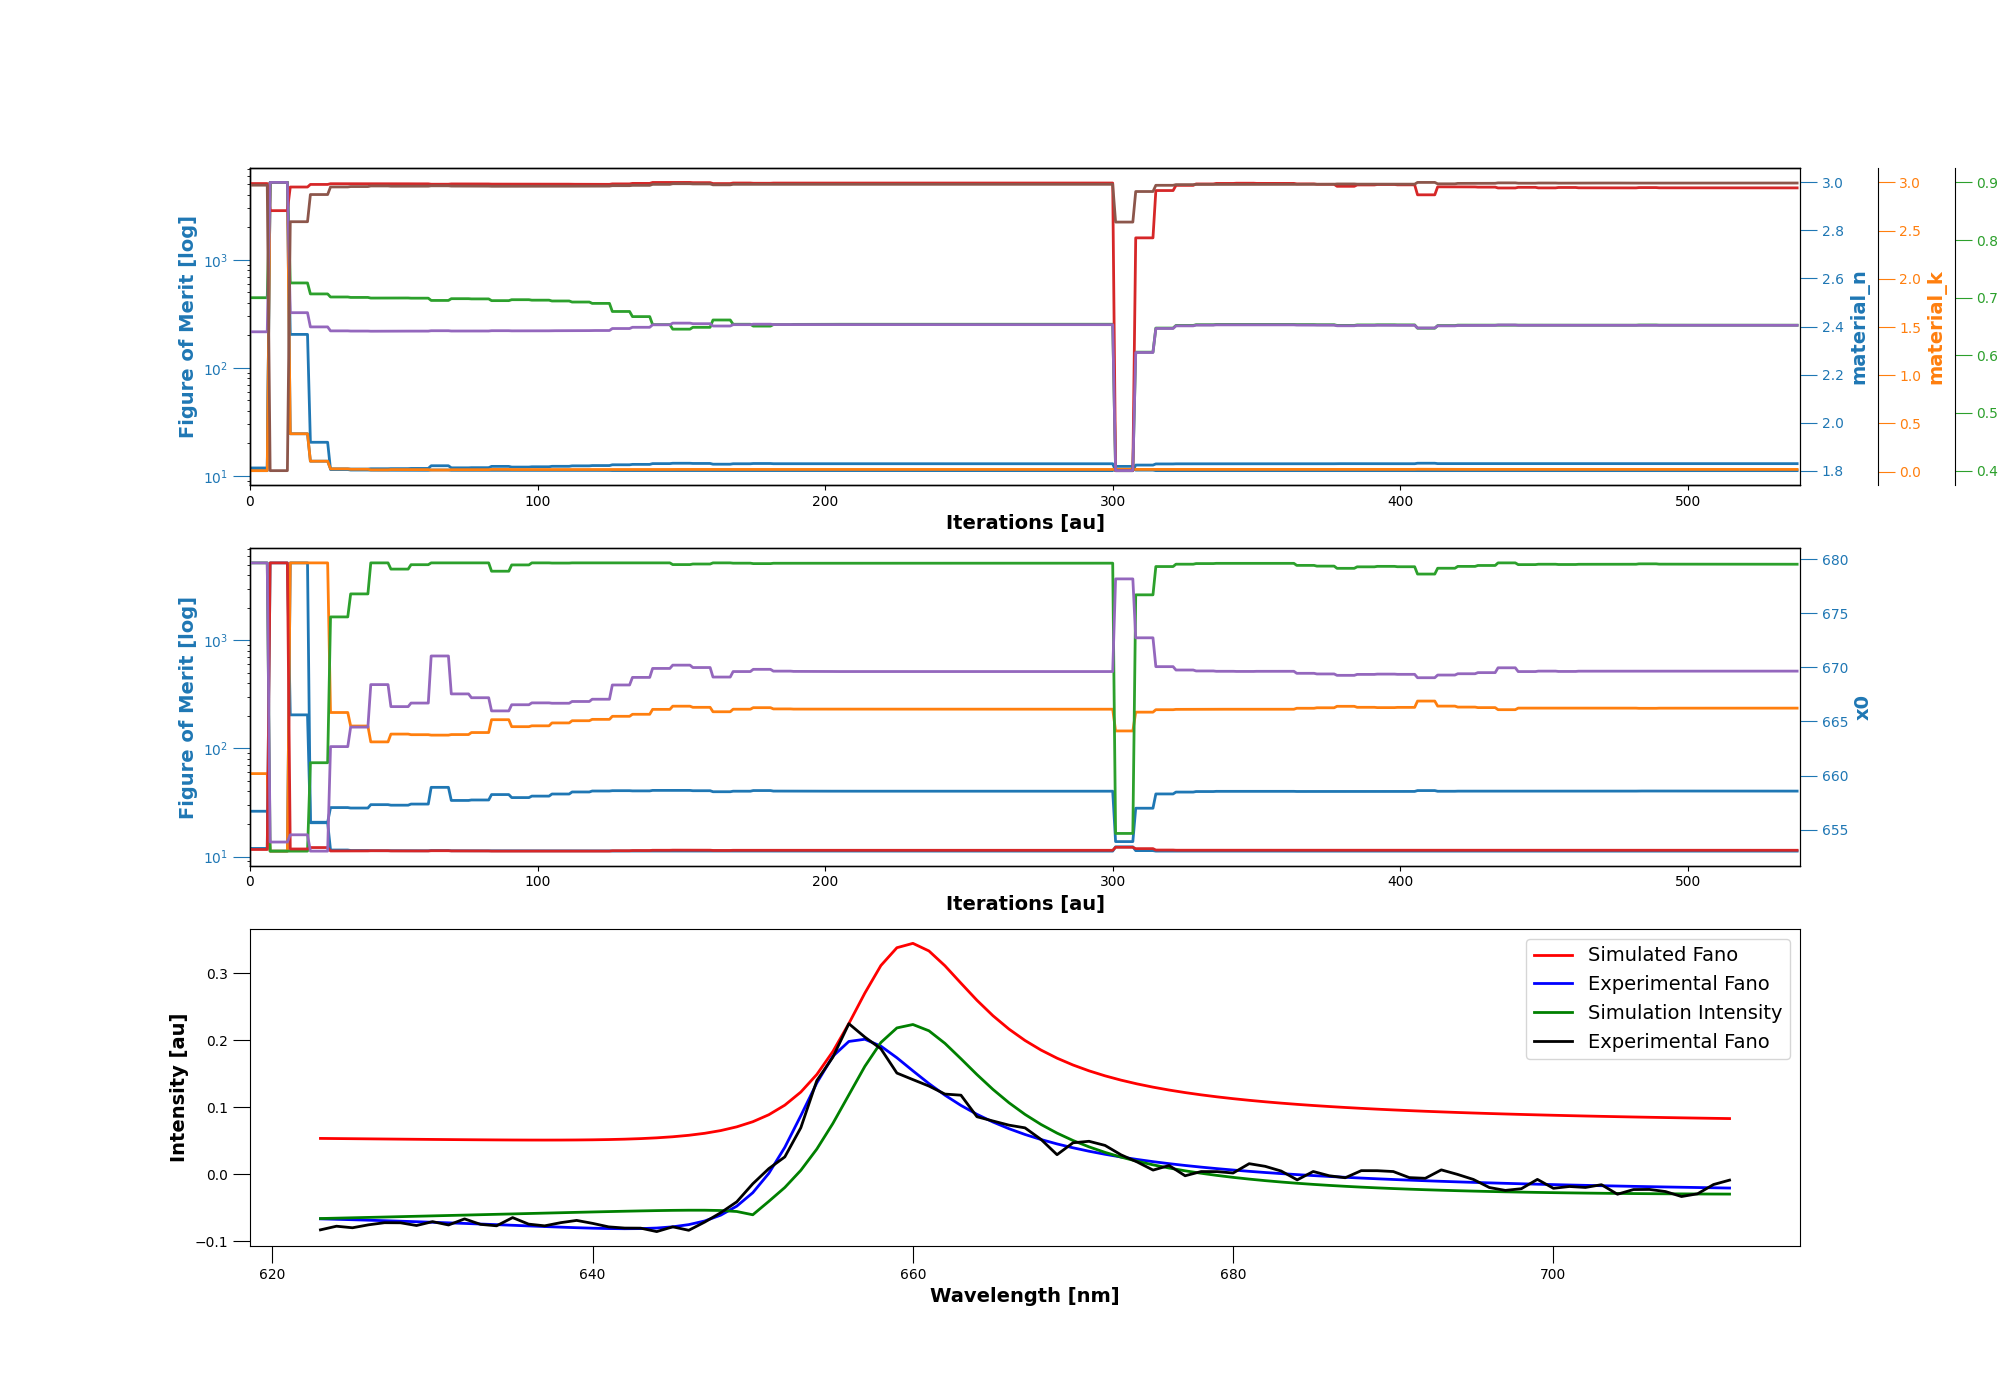 Figure of Merit [log]
10³
10²
10¹
0 100 200 300 400 500
Iterations [au]
3.0
2.8
2.6
2.4
2.2
2.0
1.8
material_n
3.0
2.5
2.0
1.5
1.0
0.5
0.0
material_k
0.9
0.8
0.7
0.6
0.5
0.4
Figure of Merit [log]
10³
10²
10¹
0 100 200 300 400 500
Iterations [au]
680
675
670
665
660
655
x0
Intensity [au]
0.3
0.2
0.1
0.0
−0.1
620 640 660 680 700
Wavelength [nm]
Simulated Fano
Experimental Fano
Simulation Intensity
Experimental Fano